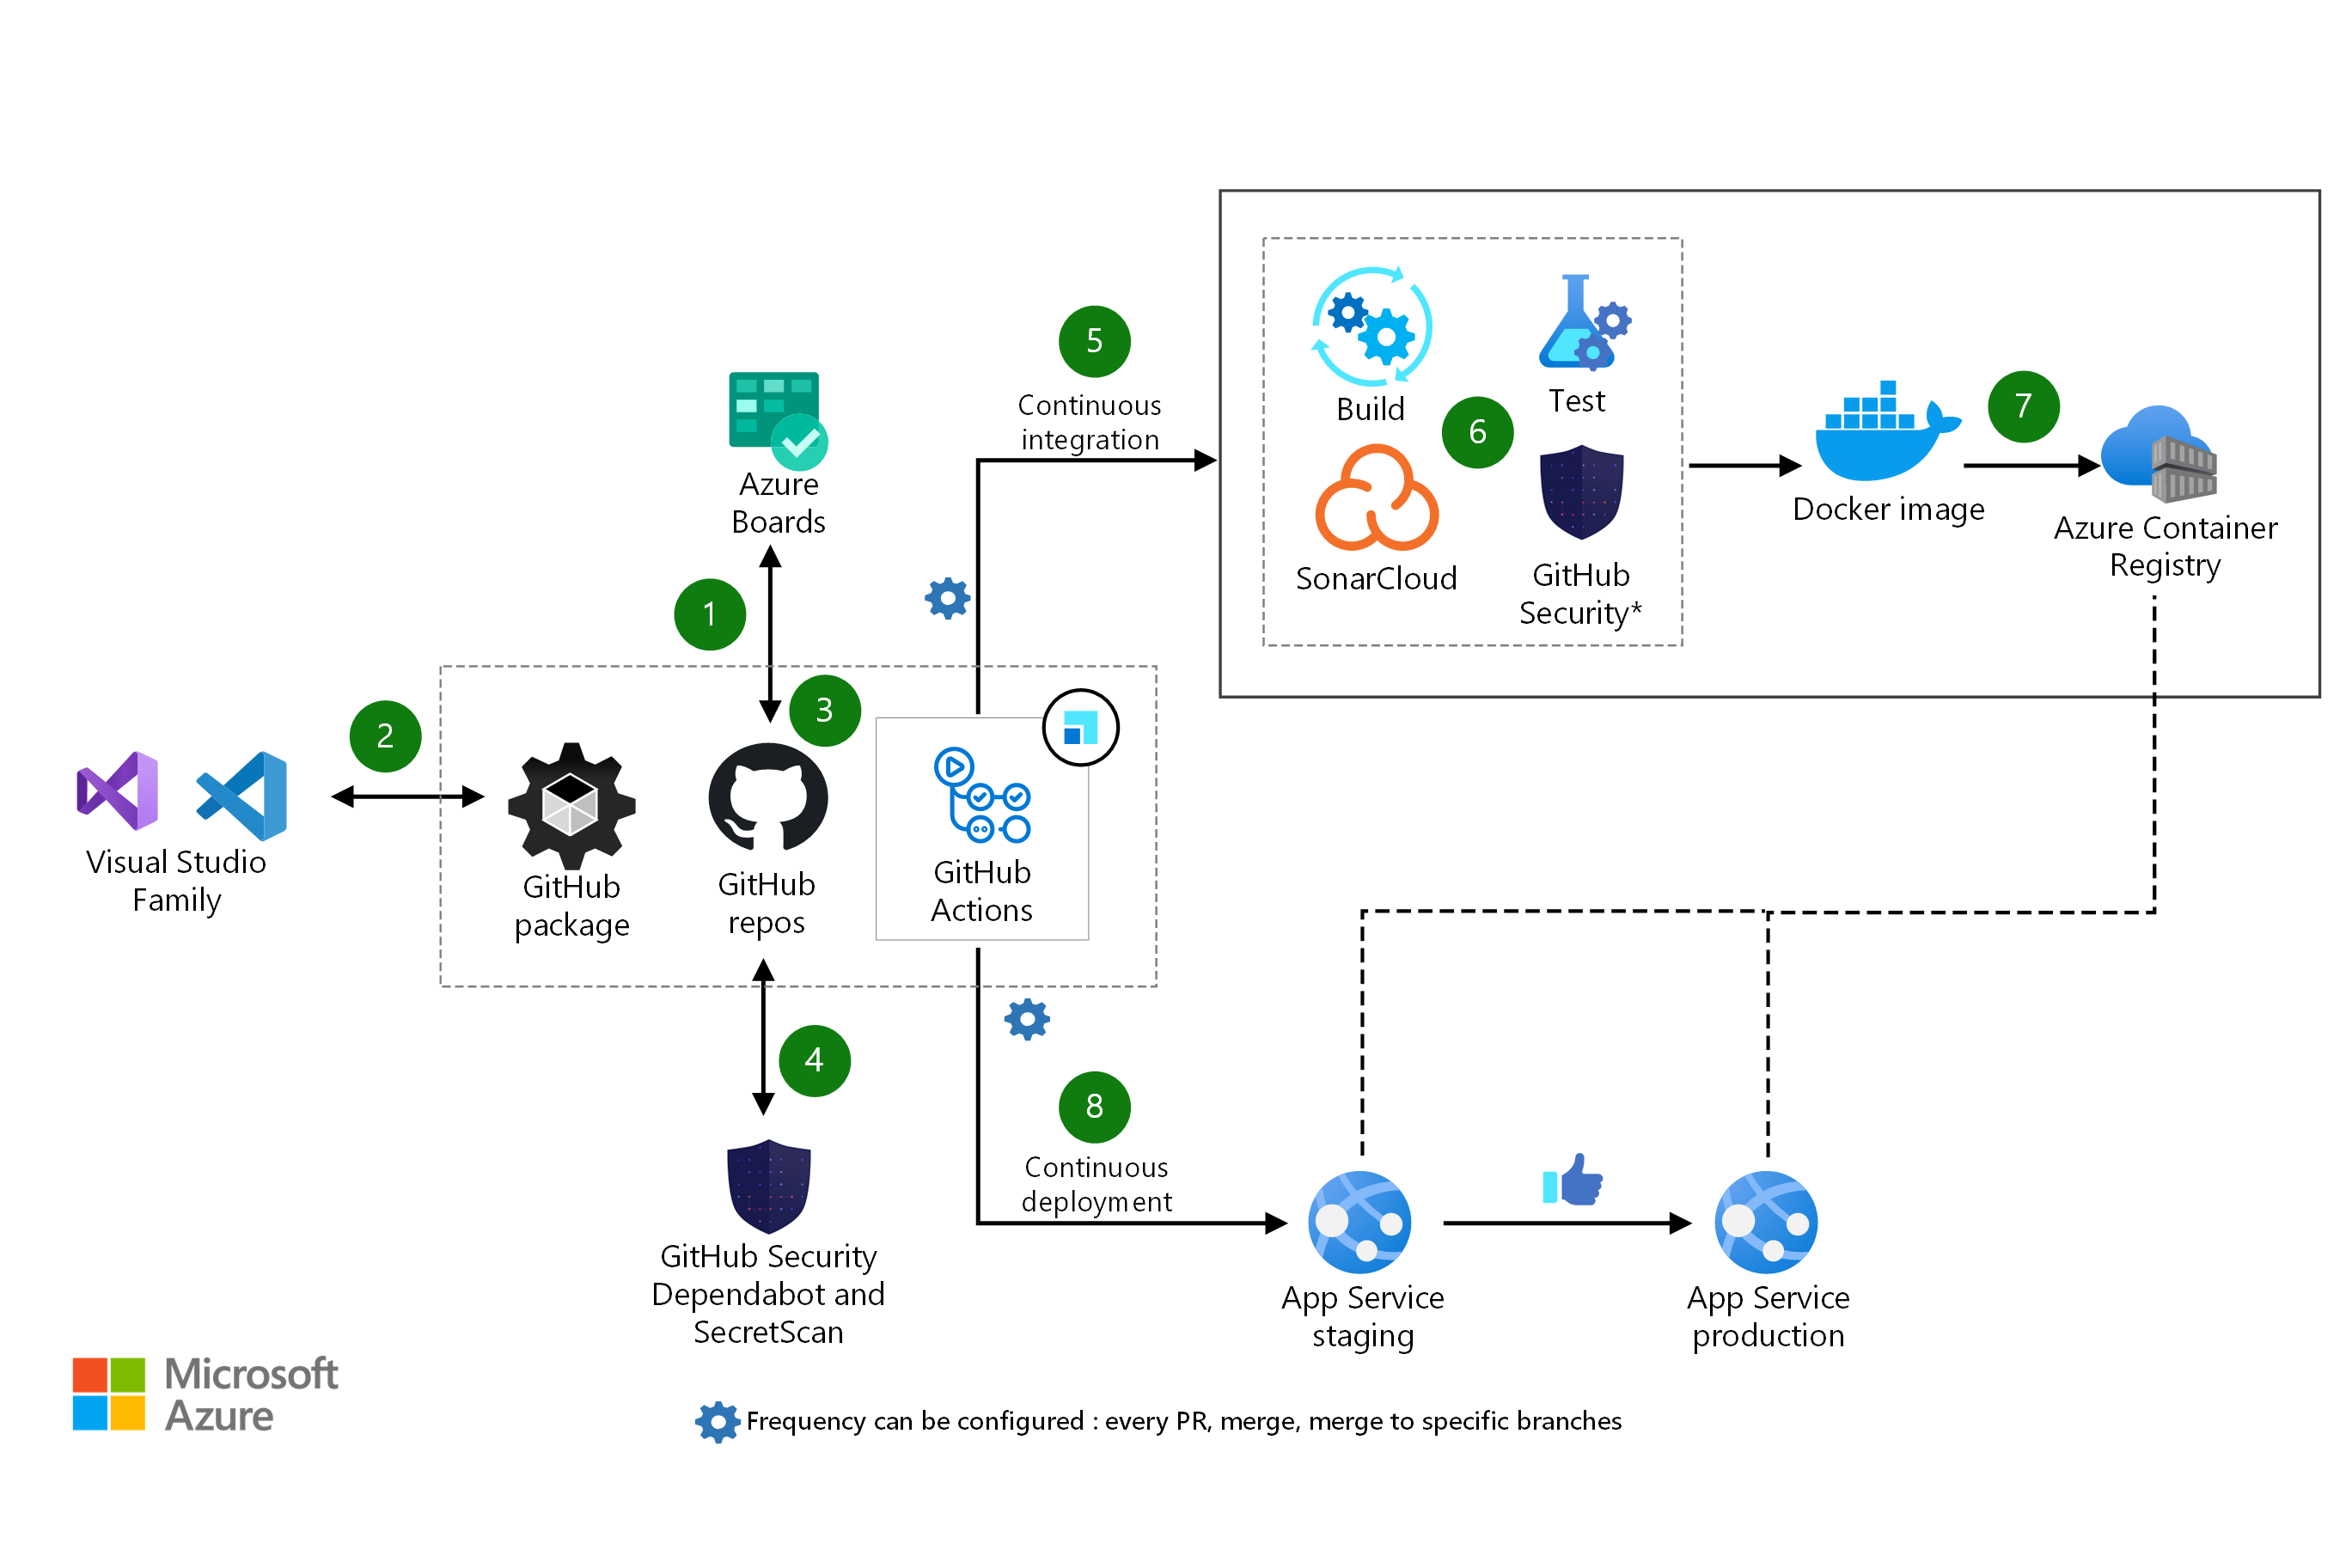 5
Continuous
integration
Build
Test
6
SonarCloud
GitHub
Security*
Docker image
7
Azure Container
Registry
Azure
Boards
1
2
3
Visual Studio
Family
GitHub
package
GitHub
repos
GitHub
Actions
4
GitHub Security
Dependabot and
SecretScan
8
Continuous
deployment
App Service
staging
App Service
production
Microsoft
Azure
Frequency can be configured : every PR, merge, merge to specific branches